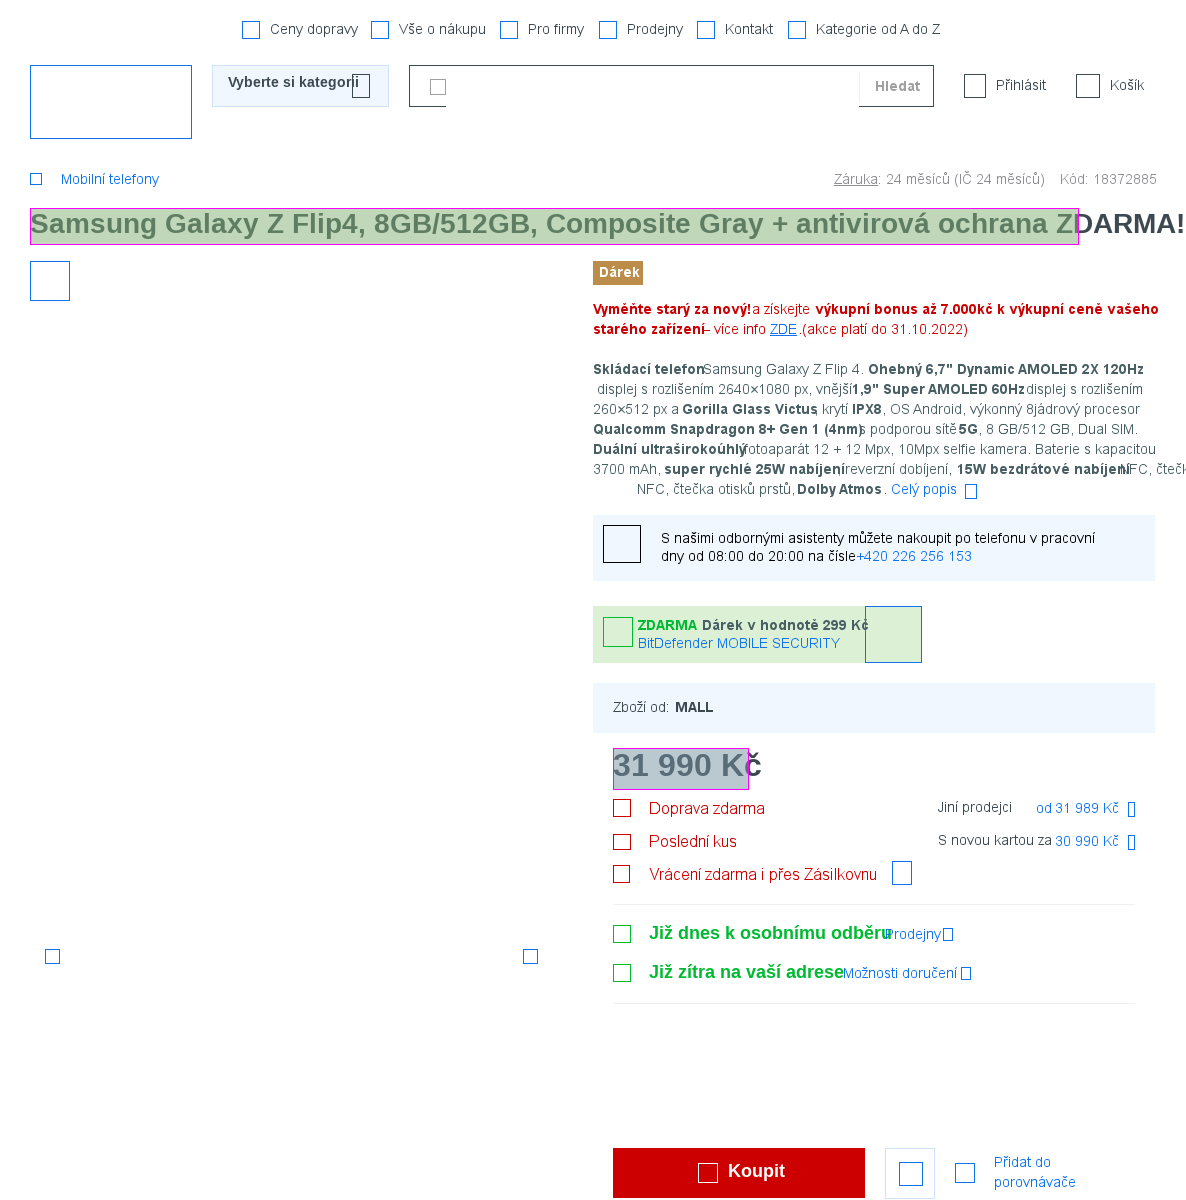 Ceny dopravy Vše o nákupu Pro firmy Prodejny Kontakt Kategorie od A do Z
Vyberte si kategorii Hledat Přihlásit Košík
Mobilní telefony Záruka: 24 měsíců (IČ 24 měsíců) Kód: 18372885
Samsung Galaxy Z Flip4, 8GB/512GB, Composite Gray + antivirová ochrana ZDARMA!
Dárek
Vyměňte starý za nový! a získejte výkupní bonus až 7.000kč k výkupní ceně vašeho
starého zařízení – více info ZDE .(akce platí do 31.10.2022)
Skládací telefon Samsung Galaxy Z Flip 4. Ohebný 6,7" Dynamic AMOLED 2X 120Hz
displej s rozlišením 2640×1080 px, vnější 1,9" Super AMOLED 60Hz displej s rozlišením
260×512 px a Gorilla Glass Victus, krytí IPX8, OS Android, výkonný 8jádrový procesor
Qualcomm Snapdragon 8+ Gen 1 (4nm) s podporou sítě 5G, 8 GB/512 GB, Dual SIM.
Duální ultraširokoúhlý fotoaparát 12 + 12 Mpx, 10Mpx selfie kamera. Baterie s kapacitou
3700 mAh, super rychlé 25W nabíjení reverzní dobíjení, 15W bezdrátové nabíjení NFC, čtečk
NFC, čtečka otisků prstů, Dolby Atmos. Celý popis
S našimi odbornými asistenty můžete nakoupit po telefonu v pracovní
dny od 08:00 do 20:00 na čísle +420 226 256 153
ZDARMA Dárek v hodnotě 299 Kč
BitDefender MOBILE SECURITY
Zboží od: MALL
31 990 Kč
Doprava zdarma Jiní prodejci od 31 989 Kč
Poslední kus S novou kartou za 30 990 Kč
Vrácení zdarma i přes Zásilkovnu
Již dnes k osobnímu odběru Prodejny
Již zítra na vaší adrese Možnosti doručení
Koupit Přidat do
porovnávače